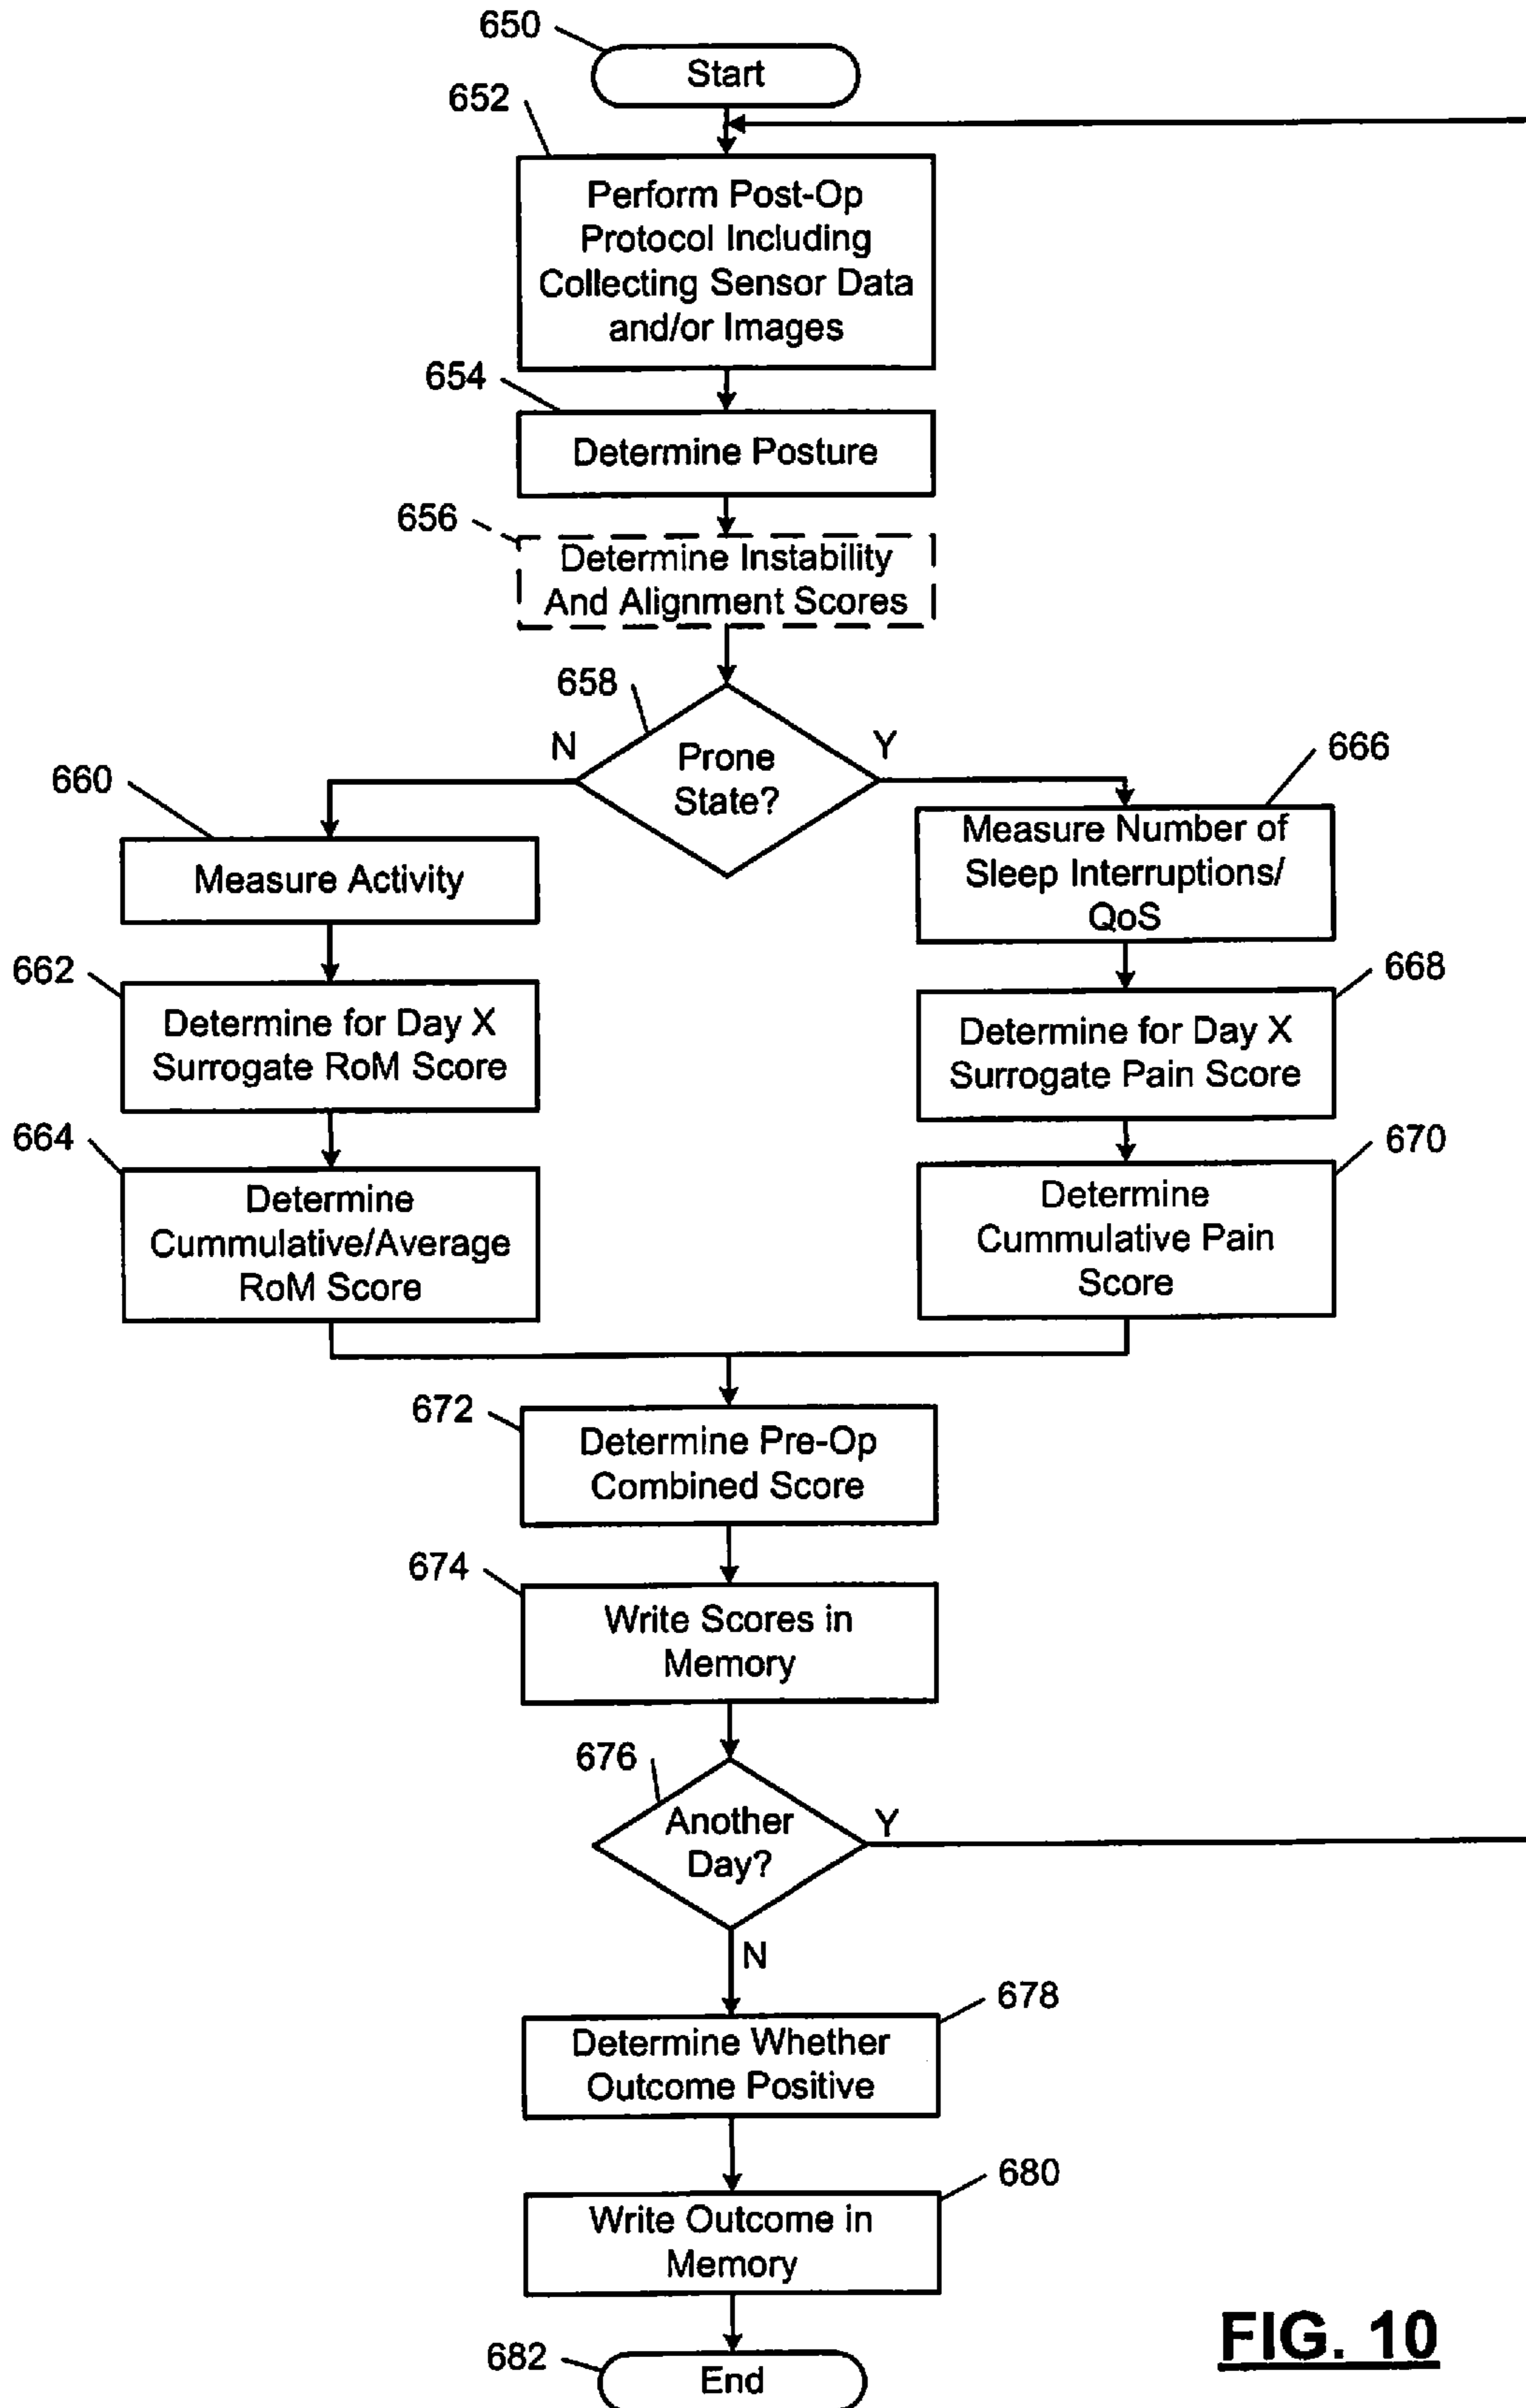 650
Start
652
Perform Post-Op
Protocol Including
Collecting Sensor Data
and/or Images
654
Determine Posture
656
Determine Instability
And Alignment Scores
658
N
Prone
State?
Y
660
Measure Activity
662
Determine for Day X
Surrogate RoM Score
664
Determine
Cummulative/Average
RoM Score
666
Measure Number of
Sleep Interruptions/
QoS
668
Determine for Day X
Surrogate Pain Score
670
Determine
Cummulative Pain
Score
672
Determine Pre-Op
Combined Score
674
Write Scores in
Memory
676
Another
Day?
Y
N
678
Determine Whether
Outcome Positive
680
Write Outcome in
Memory
682
End
FIG. 10